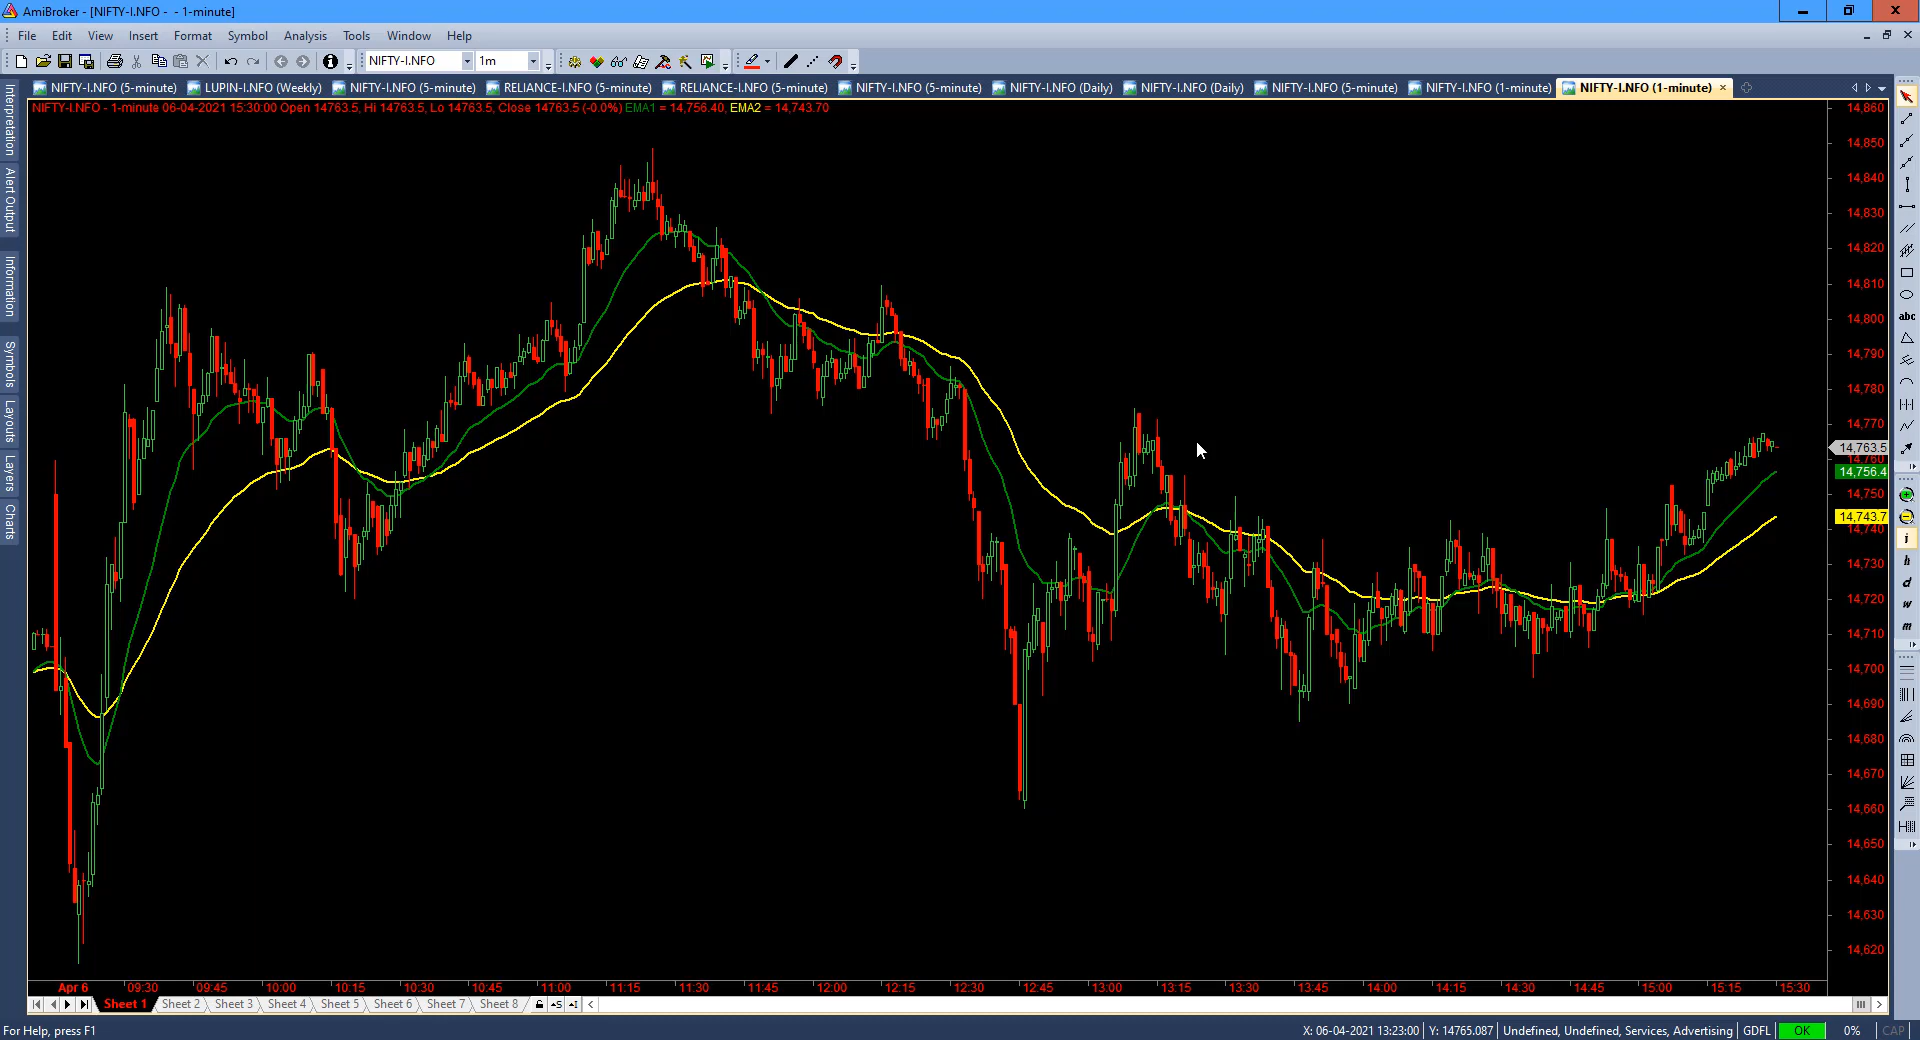 AmiBroker - [NIFTY-I.NFO -  - 1-minute]
File Edit View Insert Format Symbol Analysis Tools Window Help
NIFTY-I.NFO 1m
NIFTY-I.NFO (5-minute) LUPIN-I.NFO (Weekly) NIFTY-I.NFO (5-minute) RELIANCE-I.NFO (5-minute) RELIANCE-I.NFO (5-minute) NIFTY-I.NFO (5-minute) NIFTY-I.NFO (Daily) NIFTY-I.NFO (Daily) NIFTY-I.NFO (5-minute) NIFTY-I.NFO (1-minute) NIFTY-I.NFO (1-minute)
NIFTY-I.NFO - 1-minute 06-04-2021 15:30:00 Open 14763.5, Hi 14763.5, Lo 14763.5, Close 14763.5 (-0.0%) EMA1 = 14,756.40, EMA2 = 14,743.70
Interpretation
Alert Output
Information
Symbols
Layouts
Layers
Charts
14,860
14,850
14,840
14,830
14,820
14,810
14,800
14,790
14,780
14,770
14,763.5
14,760
14,756.4
14,750
14,743.7
14,740
14,730
14,720
14,710
14,700
14,690
14,680
14,670
14,660
14,650
14,640
14,630
14,620
abc
i
h
d
w
m
Apr 6 09:30 09:45 10:00 10:15 10:30 10:45 11:00 11:15 11:30 11:45 12:00 12:15 12:30 12:45 13:00 13:15 13:30 13:45 14:00 14:15 14:30 14:45 15:00 15:15 15:30
Sheet 1 Sheet 2 Sheet 3 Sheet 4 Sheet 5 Sheet 6 Sheet 7 Sheet 8
For Help, press F1 X: 06-04-2021 13:23:00 Y: 14765.087 Undefined, Undefined, Services, Advertising GDFL OK 0% CAP